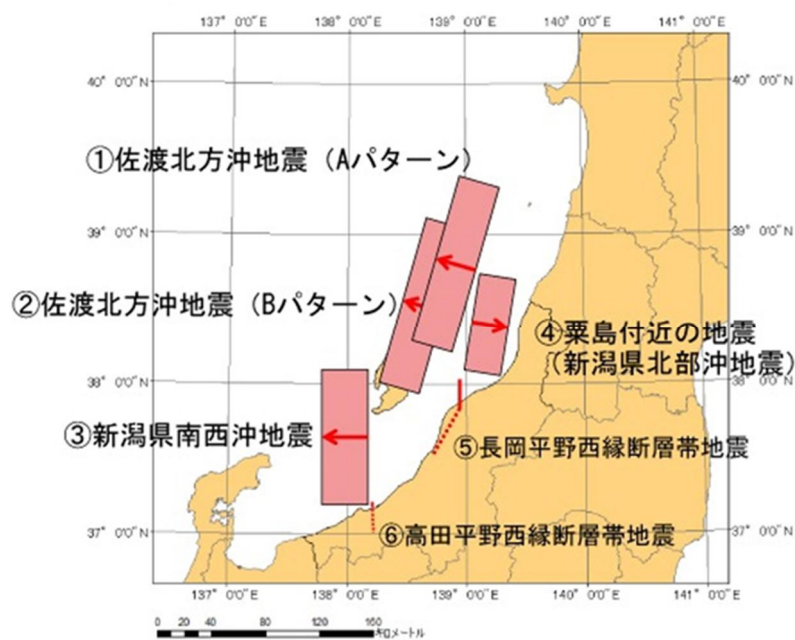 137° 0'0"E 138° 0'0"E 139° 0'0"E 140° 0'0"E 141° 0'0"E
40° 0'0"N 40° 0'0"N
①佐渡北方沖地震（Aパターン）
39° 0'0"N 39° 0'0"N
②佐渡北方沖地震（Bパターン）
④粟島付近の地震
（新潟県北部沖地震）
38° 0'0"N 38° 0'0"N
③新潟県南西沖地震
⑤長岡平野西縁断層帯地震
37° 0'0"N 37° 0'0"N
⑥高田平野西縁断層帯地震
137° 0'0"E 138° 0'0"E 139° 0'0"E 140° 0'0"E 141° 0'0"E
0 20 40 80 120 160
キロメートル